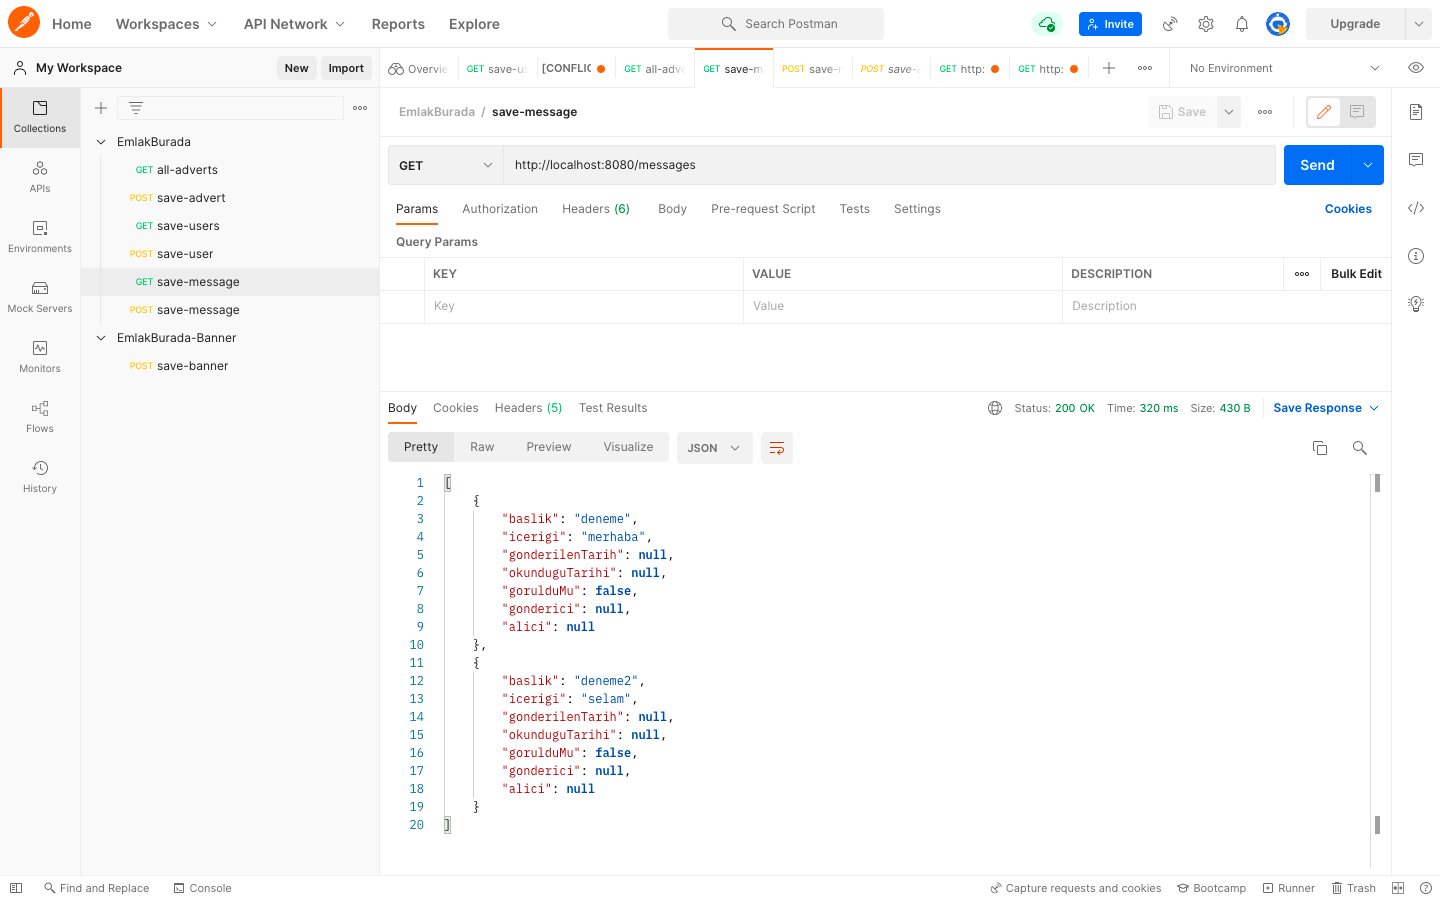 Home
Workspaces
API Network
Reports
Explore
Search Postman
Invite
Upgrade
My Workspace
New
Import
Overvie
GET save-us
[CONFLIC
GET all-adve
GET save-m
POST save-r
POST save-a
GET http:
GET http:
No Environment
Collections
APIs
Environments
Mock Servers
Monitors
Flows
History
EmlakBurada
GET all-adverts
POST save-advert
GET save-users
POST save-user
GET save-message
POST save-message
EmlakBurada-Banner
POST save-banner
EmlakBurada / save-message
Save
GET
http://localhost:8080/messages
Send
Params
Authorization
Headers (6)
Body
Pre-request Script
Tests
Settings
Cookies
Query Params
KEY
VALUE
DESCRIPTION
Bulk Edit
Key
Value
Description
Body
Cookies
Headers (5)
Test Results
Status: 200 OK
Time: 320 ms
Size: 430 B
Save Response
Pretty
Raw
Preview
Visualize
JSON
1 [
2 {
3 "baslik": "deneme",
4 "icerigi": "merhaba",
5 "gonderilenTarih": null,
6 "okunduguTarihi": null,
7 "gorulduMu": false,
8 "gonderici": null,
9 "alici": null
10 },
11 {
12 "baslik": "deneme2",
13 "icerigi": "selam",
14 "gonderilenTarih": null,
15 "okunduguTarihi": null,
16 "gorulduMu": false,
17 "gonderici": null,
18 "alici": null
19 }
20 ]
Find and Replace
Console
Capture requests and cookies
Bootcamp
Runner
Trash